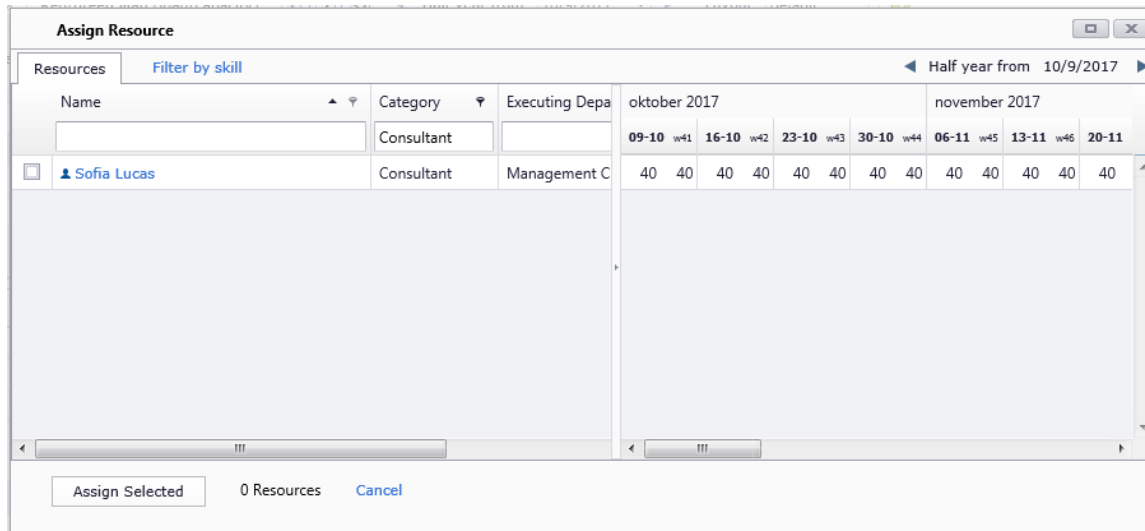 Assign Resource
Resources Filter by skill Half year from 10/9/2017
Name Category Executing Depa oktober 2017 november 2017
Consultant 09-10 w41 16-10 w42 23-10 w43 30-10 w44 06-11 w45 13-11 w46 20-11
Sofia Lucas Consultant Management C 40 40 40 40 40 40 40 40 40 40 40 40 40
Assign Selected 0 Resources Cancel